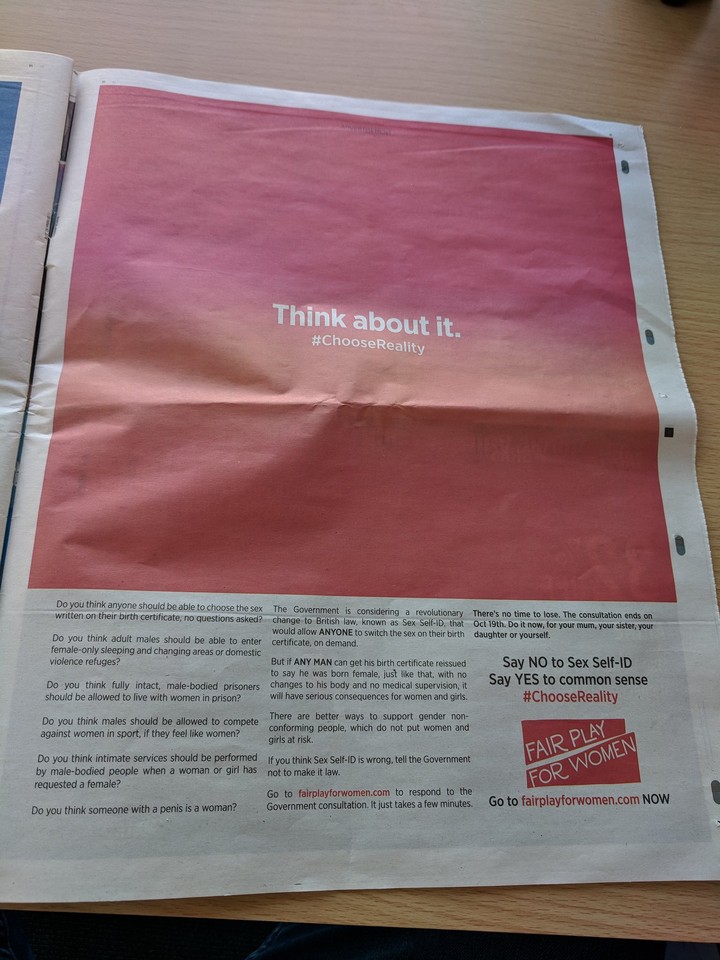 Think about it.
#ChooseReality
Do you think anyone should be able to choose the sex
written on their birth certificate, no questions asked?
Do you think adult males should be able to enter
female-only sleeping and changing areas or domestic
violence refuges?
Do you think fully intact, male-bodied prisoners
should be allowed to live with women in prison?
Do you think males should be allowed to compete
against women in sport, if they feel like women?
Do you think intimate services should be performed
by male-bodied people when a woman or girl has
requested a female?
Do you think someone with a penis is a woman?
The Government is considering a revolutionary
change to British law, known as Sex Self-ID, that
would allow ANYONE to switch the sex on their birth
certificate, on demand.
But if ANY MAN can get his birth certificate reissued
to say he was born female, just like that, with no
changes to his body and no medical supervision, it
will have serious consequences for women and girls.
There are better ways to support gender non-
conforming people, which do not put women and
girls at risk.
If you think Sex Self-ID is wrong, tell the Government
not to make it law.
Go to fairplayforwomen.com to respond to the
Government consultation. It just takes a few minutes.
There's no time to lose. The consultation ends on
Oct 19th. Do it now, for your mum, your sister, your
daughter or yourself.
Say NO to Sex Self-ID
Say YES to common sense
#ChooseReality
FAIR PLAY
FOR WOMEN
Go to fairplayforwomen.com NOW